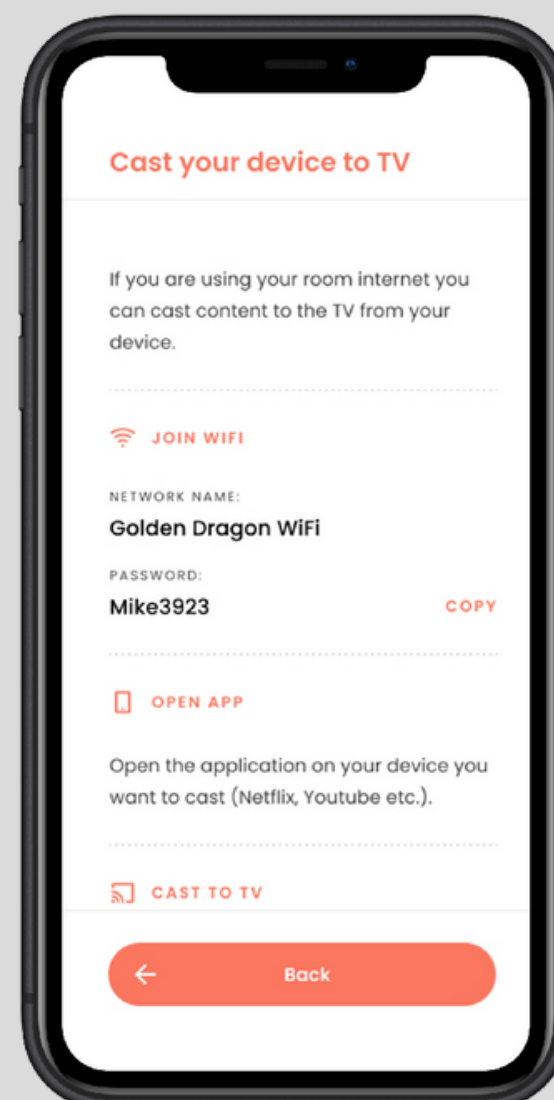 Cast your device to TV
If you are using your room internet you
can cast content to the TV from your
device.
JOIN WIFI
NETWORK NAME:
Golden Dragon WiFi
PASSWORD:
Mike3923
COPY
OPEN APP
Open the application on your device you
want to cast (Netflix, Youtube etc.).
CAST TO TV
Back